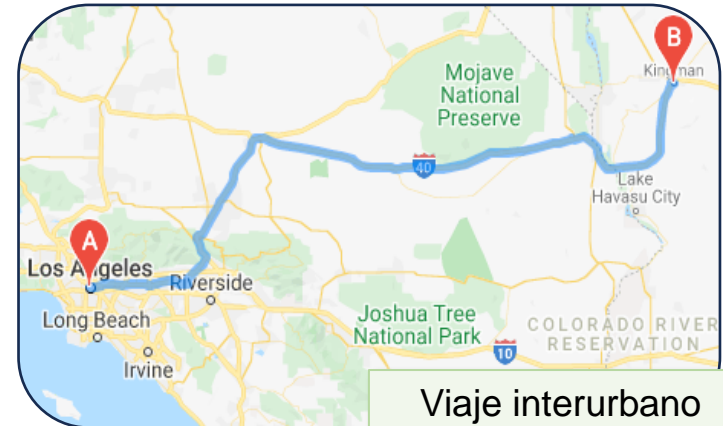 B
Kingman
Mojave
National
Preserve
40
Lake
Havasu City
A
Los Angeles
Riverside
Long Beach
Irvine
Joshua Tree
National Park
COLORADO RIVER
RESERVATION
10
Viaje interurbano